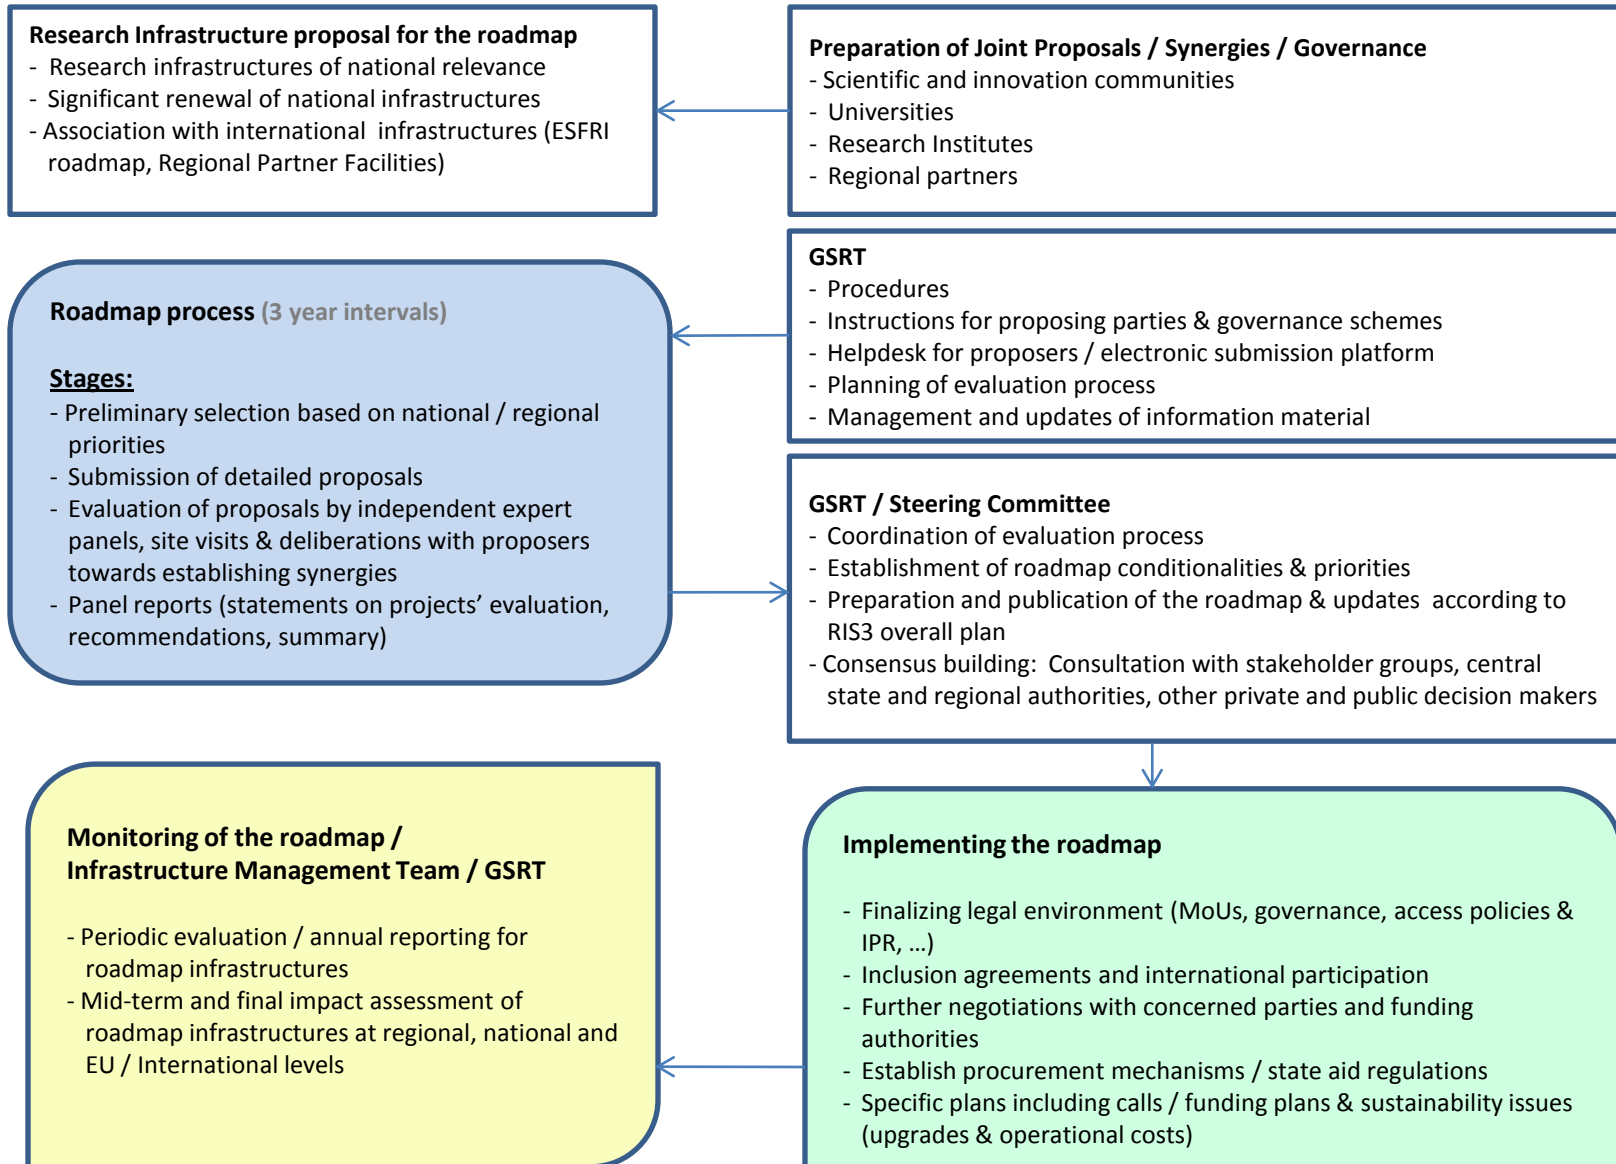 Research Infrastructure proposal for the roadmap
- Research infrastructures of national relevance
- Significant renewal of national infrastructures
- Association with international infrastructures (ESFRI
roadmap, Regional Partner Facilities)
Preparation of Joint Proposals / Synergies / Governance
- Scientific and innovation communities
- Universities
- Research Institutes
- Regional partners
GSRT
- Procedures
- Instructions for proposing parties & governance schemes
- Helpdesk for proposers / electronic submission platform
- Planning of evaluation process
- Management and updates of information material
Roadmap process (3 year intervals)
Stages:
- Preliminary selection based on national / regional
priorities
- Submission of detailed proposals
- Evaluation of proposals by independent expert
panels, site visits & deliberations with proposers
towards establishing synergies
- Panel reports (statements on projects’ evaluation,
recommendations, summary)
GSRT / Steering Committee
- Coordination of evaluation process
- Establishment of roadmap conditionalities & priorities
- Preparation and publication of the roadmap & updates according to
RIS3 overall plan
- Consensus building: Consultation with stakeholder groups, central
state and regional authorities, other private and public decision makers
Monitoring of the roadmap /
Infrastructure Management Team / GSRT
- Periodic evaluation / annual reporting for
roadmap infrastructures
- Mid-term and final impact assessment of
roadmap infrastructures at regional, national and
EU / International levels
Implementing the roadmap
- Finalizing legal environment (MoUs, governance, access policies &
IPR, …)
- Inclusion agreements and international participation
- Further negotiations with concerned parties and funding
authorities
- Establish procurement mechanisms / state aid regulations
- Specific plans including calls / funding plans & sustainability issues
(upgrades & operational costs)